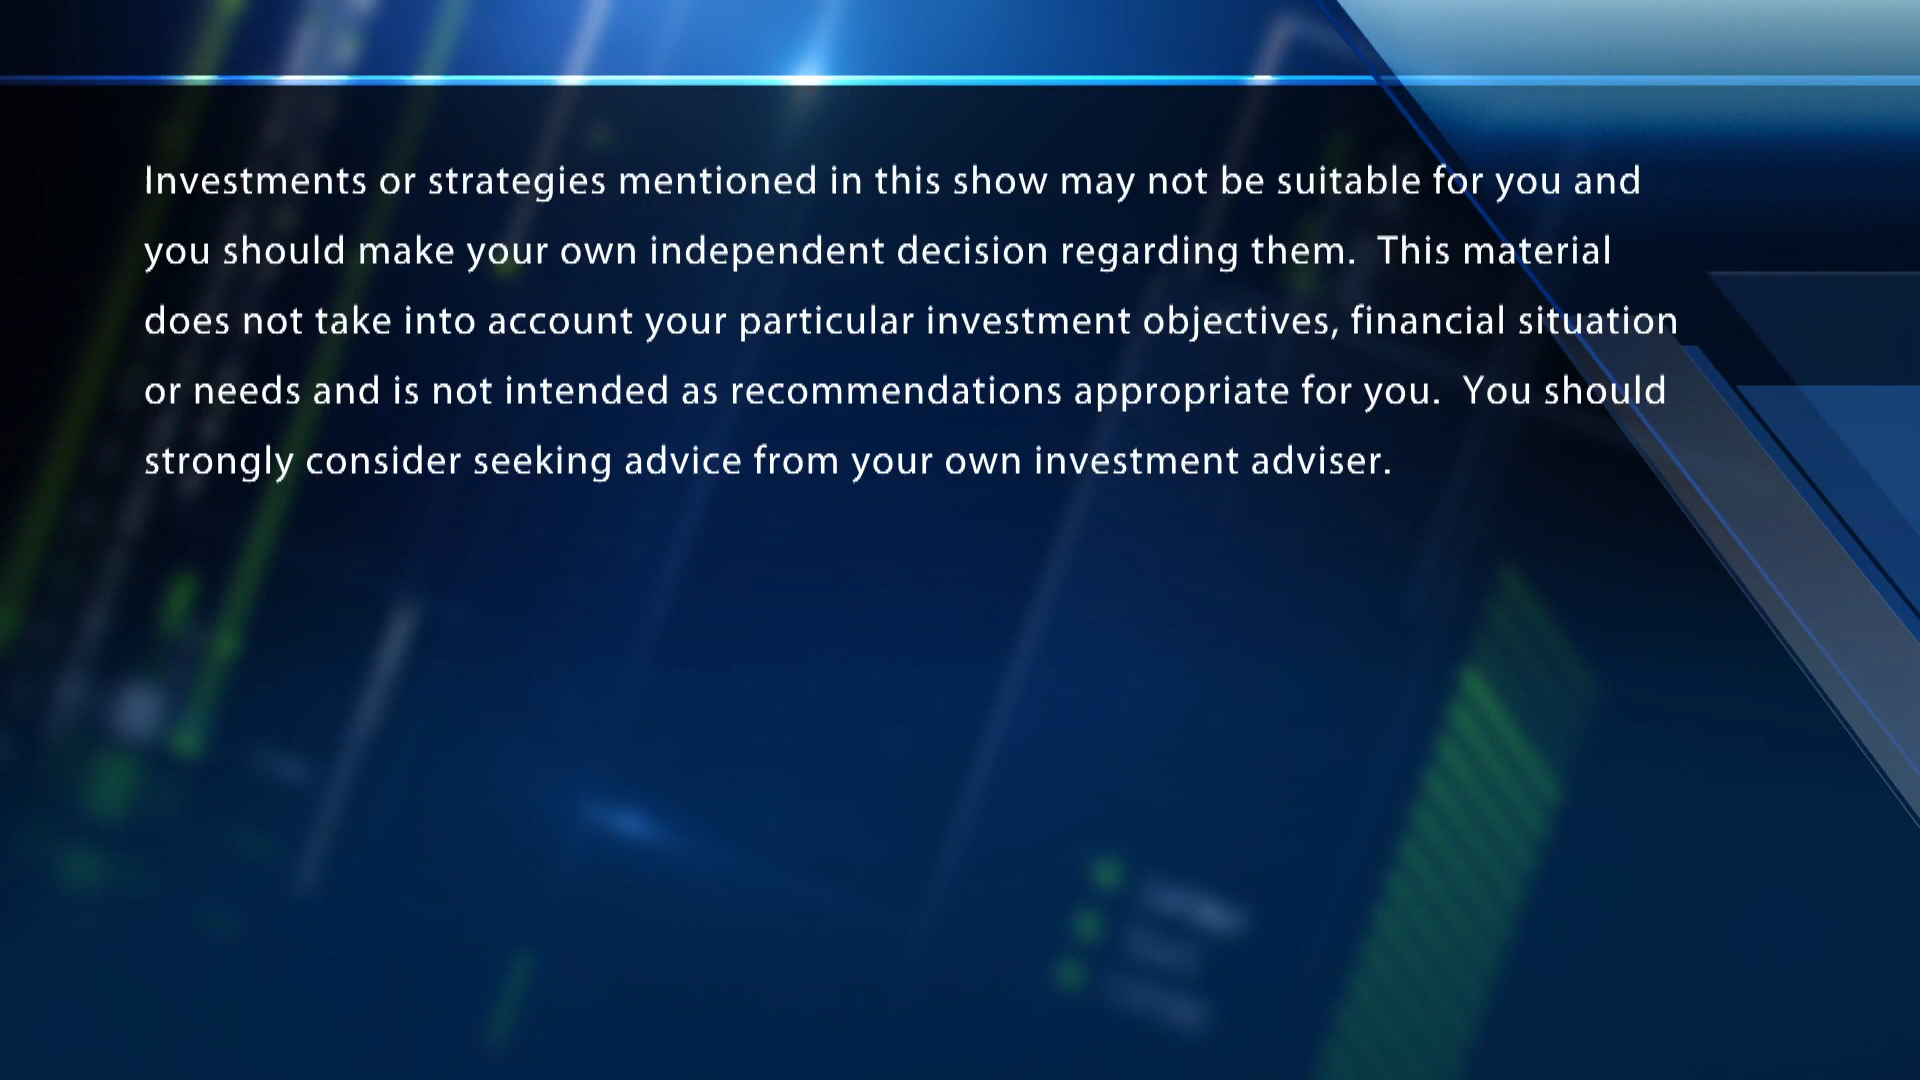 Investments or strategies mentioned in this show may not be suitable for you and
you should make your own independent decision regarding them.  This material
does not take into account your particular investment objectives, financial situation
or needs and is not intended as recommendations appropriate for you.  You should
strongly consider seeking advice from your own investment adviser.